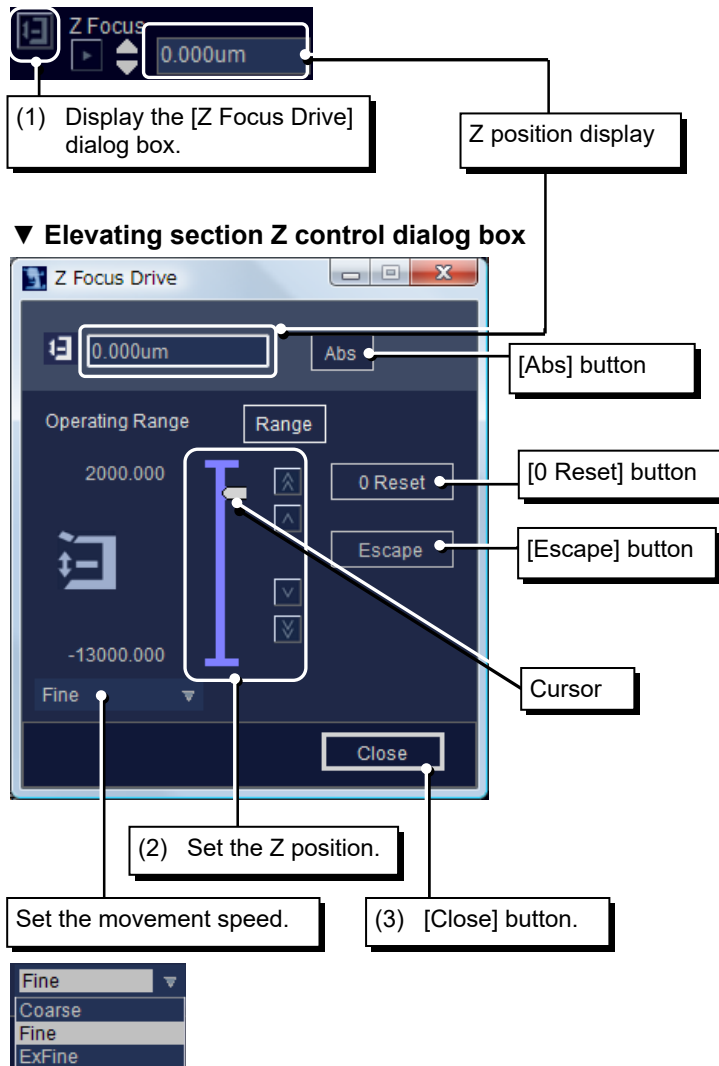 Z Focus
0.000um
(1) Display the [Z Focus Drive]
dialog box.
Z position display
▼ Elevating section Z control dialog box
Z Focus Drive
0.000um
Abs
[Abs] button
Operating Range
Range
2000.000
0 Reset
[0 Reset] button
Escape
[Escape] button
-13000.000
Cursor
Fine
Close
(2) Set the Z position.
Set the movement speed.
(3) [Close] button.
Fine
Coarse
Fine
ExFine